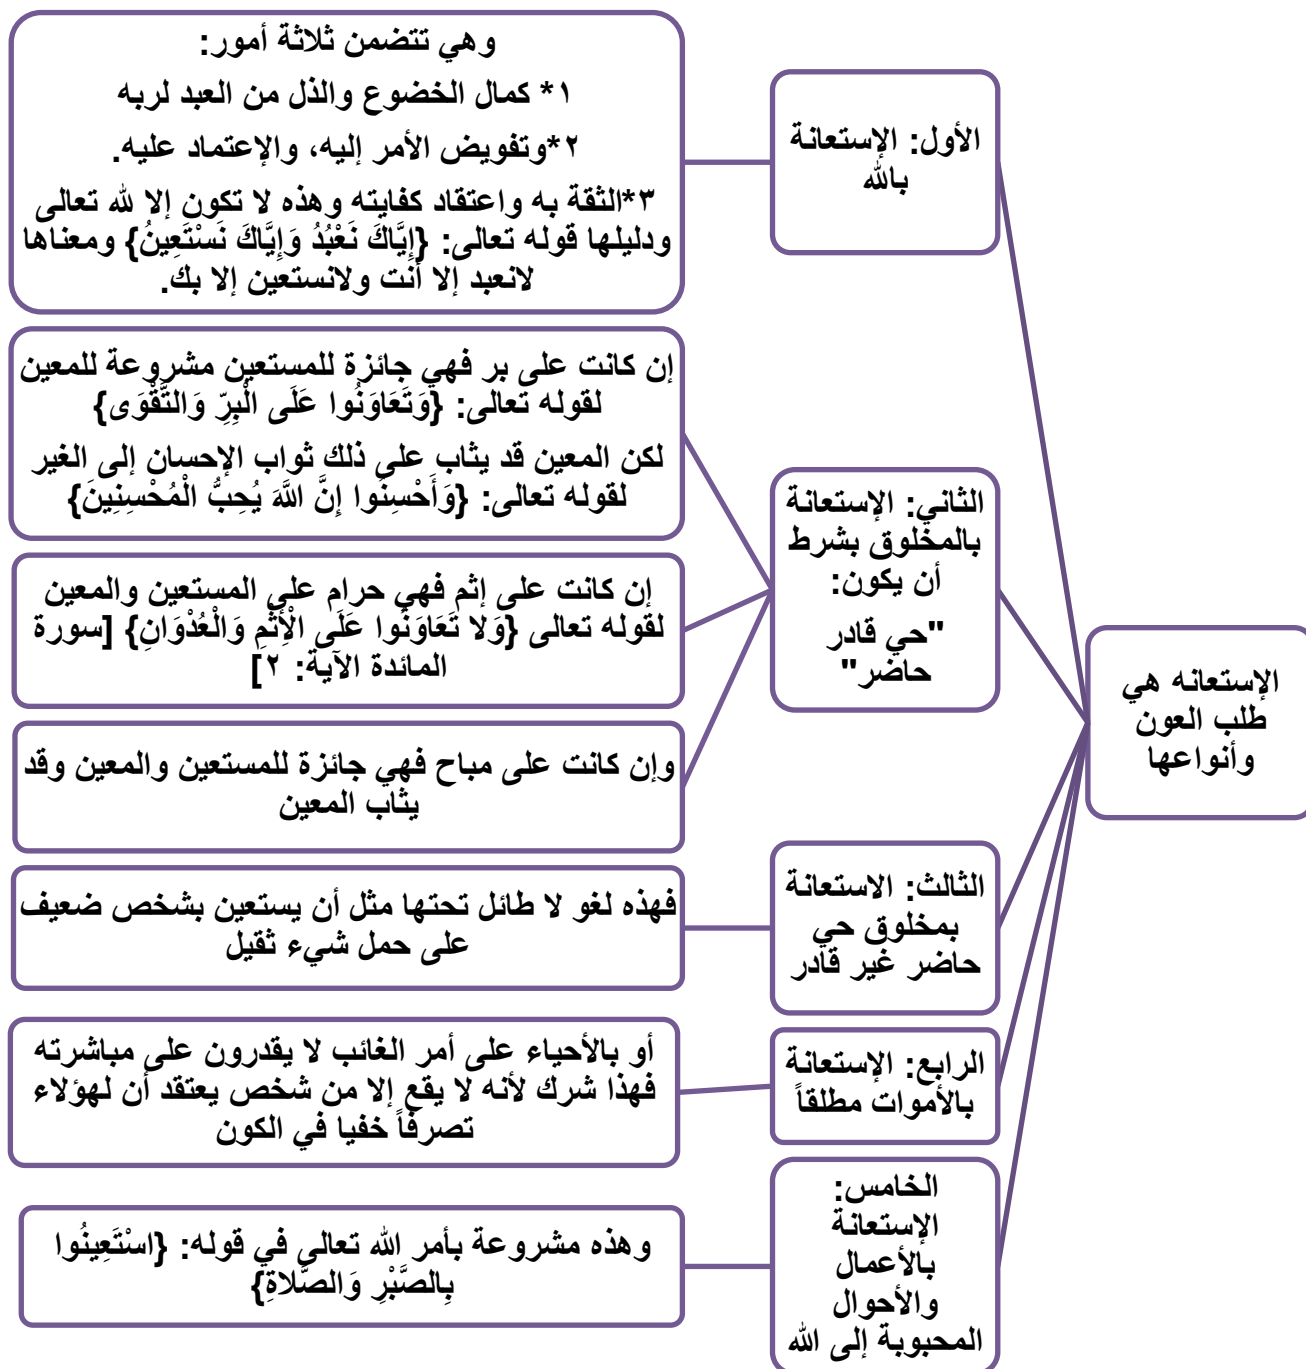 الإستعانه هي
طلب العون
وأنواعها
الأول: الإستعانة
بالله
وهي تتضمن ثلاثة أمور:
١* كمال الخضوع والذل من العبد لربه
٢*وتفويض الأمر إليه، والإعتماد عليه.
٣*الثقة به واعتقاد كفايته وهذه لا تكون إلا لله تعالى
ودليلها قوله تعالى: {إِيَّاكَ نَعْبُدُ وَإِيَّاكَ نَسْتَعِينُ} ومعناها
لانعبد إلا أنت ولانستعين إلا بك.
الثاني: الإستعانة
بالمخلوق بشرط
أن يكون:
"حي قادر
حاضر"
إن كانت على بر فهي جائزة للمستعين مشروعة للمعين
لقوله تعالى: {وَتَعَاوَنُوا عَلَى الْبِرِّ وَالتَّقْوَى}
لكن المعين قد يثاب على ذلك ثواب الإحسان إلى الغير
لقوله تعالى: {وَأَحْسِنُوا إِنَّ اللَّهَ يُحِبُّ الْمُحْسِنِينَ}
إن كانت على إثم فهي حرام على المستعين والمعين
لقوله تعالى {وَلا تَعَاوَنُوا عَلَى الْأِثْمِ وَالْعُدْوَانِ} [سورة
المائدة الآية: ٢]
وإن كانت على مباح فهي جائزة للمستعين والمعين وقد
يثاب المعين
الثالث: الاستعانة
بمخلوق حي
حاضر غير قادر
فهذه لغو لا طائل تحتها مثل أن يستعين بشخص ضعيف
على حمل شيء ثقيل
الرابع: الإستعانة
بالأموات مطلقاً
أو بالأحياء على أمر الغائب لا يقدرون على مباشرته
فهذا شرك لأنه لا يقع إلا من شخص يعتقد أن لهؤلاء
تصرفاً خفيا في الكون
الخامس:
الإستعانة
بالأعمال
والأحوال
المحبوبة إلى الله
وهذه مشروعة بأمر الله تعالى في قوله: {اسْتَعِينُوا
بِالصَّبْرِ وَالصَّلاةِ}